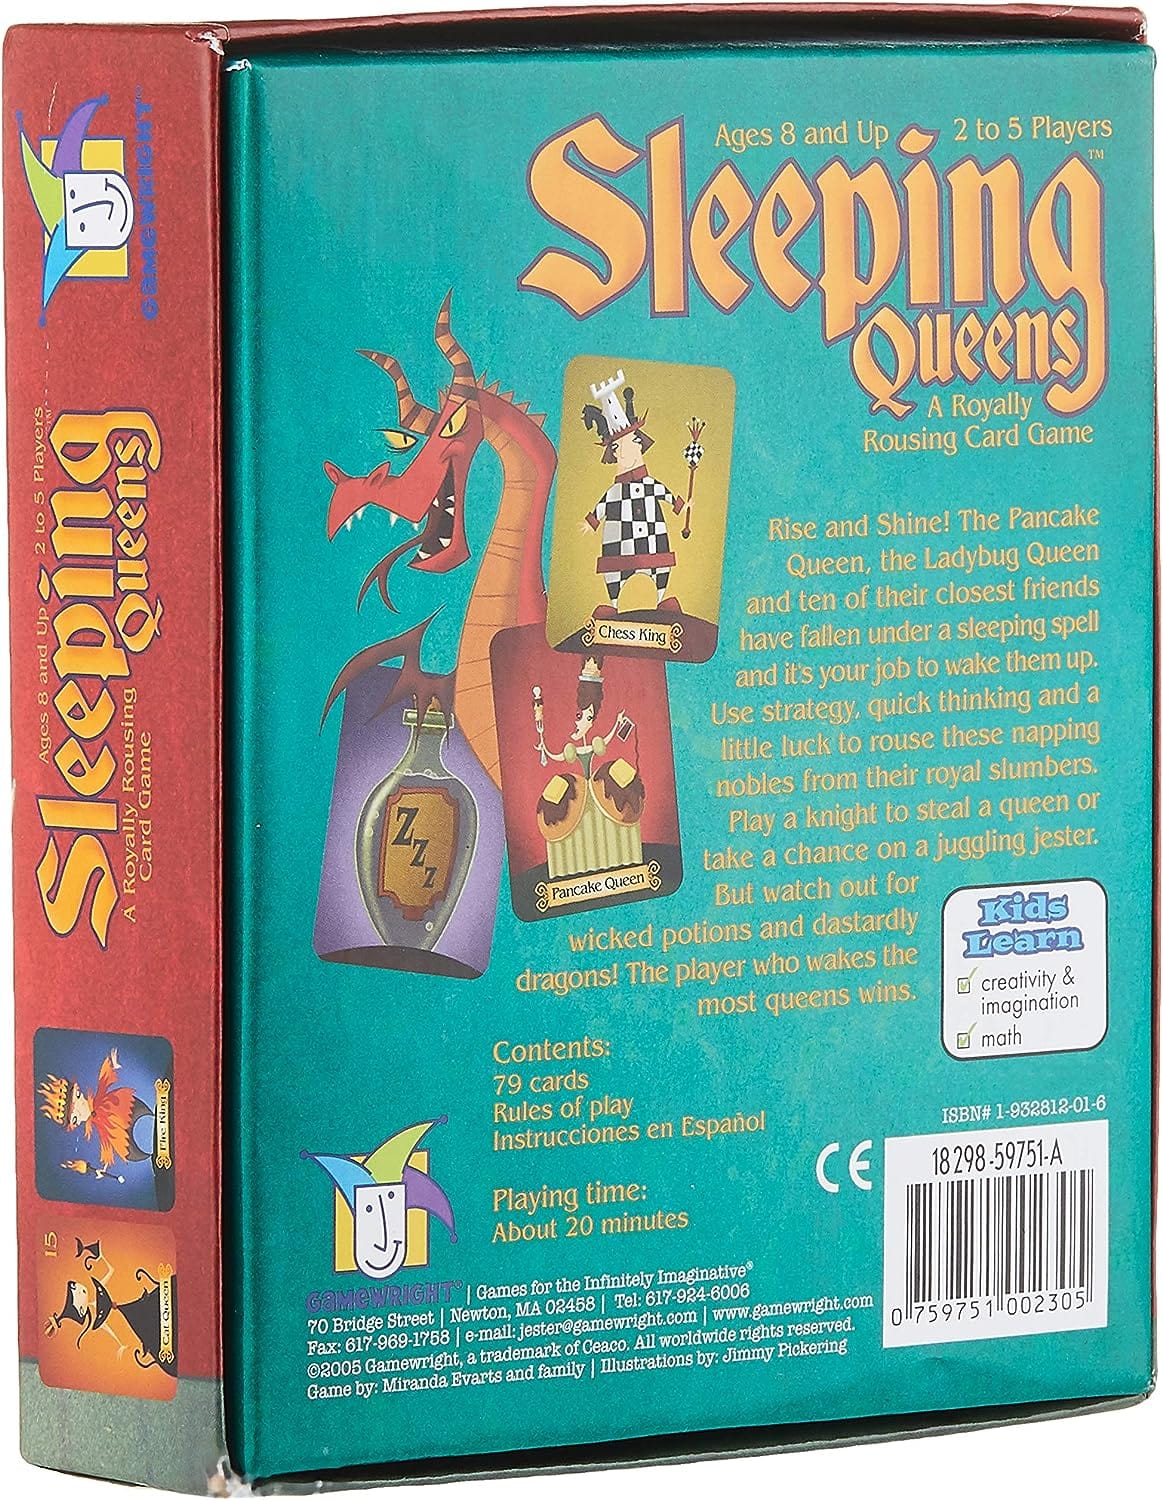 GAMEWRIGHT
Ages 8 and Up 2 to 5 Players
Sleeping
Queens
TM
A Royally Rousing
Card Game
Fire King
15
Cat Queen
Ages 8 and Up 2 to 5 Players
Sleeping™
Queens
A Royally
Rousing Card Game
Chess King
Pancake Queen
Z
Z
Z
Rise and Shine! The Pancake
Queen, the Ladybug Queen
and ten of their closest friends
have fallen under a sleeping spell
and it's your job to wake them up.
Use strategy, quick thinking and a
little luck to rouse these napping
nobles from their royal slumbers.
Play a knight to steal a queen or
take a chance on a juggling jester.
But watch out for
wicked potions and dastardly
dragons! The player who wakes the
most queens wins.
Kids
Learn
creativity &
imagination
math
Contents:
79 cards
Rules of play
Instrucciones en Español
Playing time:
About 20 minutes
ISBN# 1-932812-01-6
CE
18298-59751-A
0 759751 002305
GAMEWRIGHT® | Games for the Infinitely Imaginative®
70 Bridge Street | Newton, MA 02458 | Tel: 617-924-6006
Fax: 617-969-1758 | e-mail: jester@gamewright.com | www.gamewright.com
©2005 Gamewright, a trademark of Ceaco. All worldwide rights reserved.
Game by: Miranda Evarts and family | Illustrations by: Jimmy Pickering